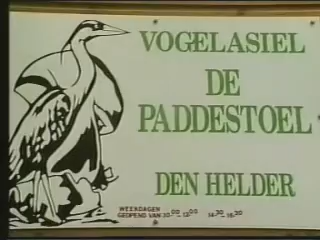 VOGELASIEL
DE
PADDESTOEL
DEN HELDER
WEEKDAGEN
GEOPEND VAN 10.00 - 12.00 14.30 - 16.30